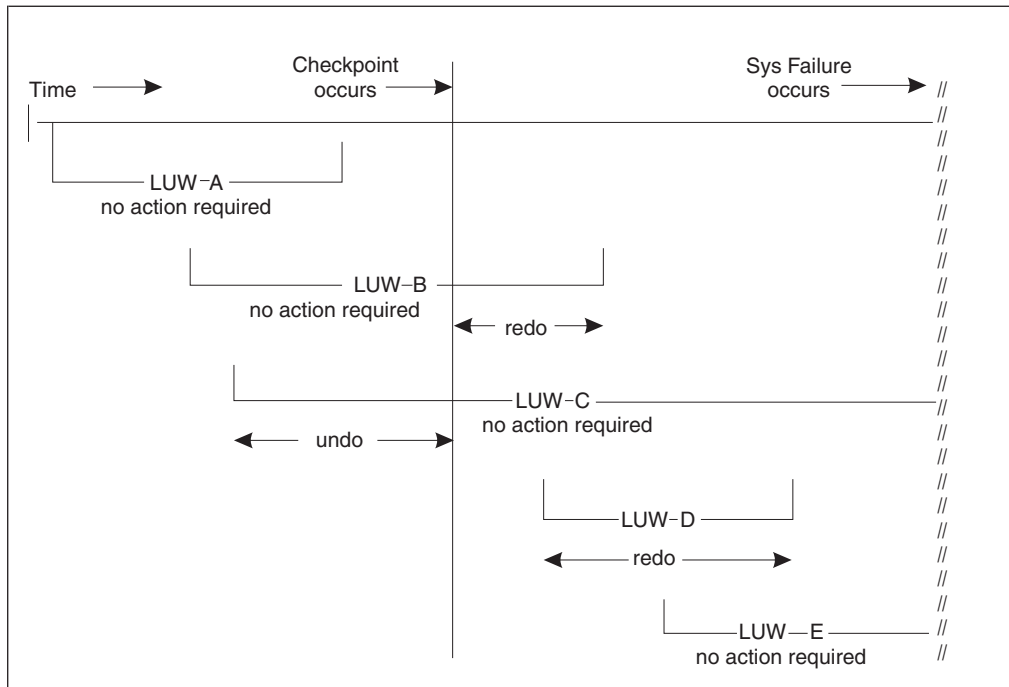 Time
Checkpoint
occurs
Sys Failure
occurs
LUW-A
no action required
LUW-B
no action required
redo
LUW-C
no action required
undo
LUW-D
redo
LUW—E
no action required